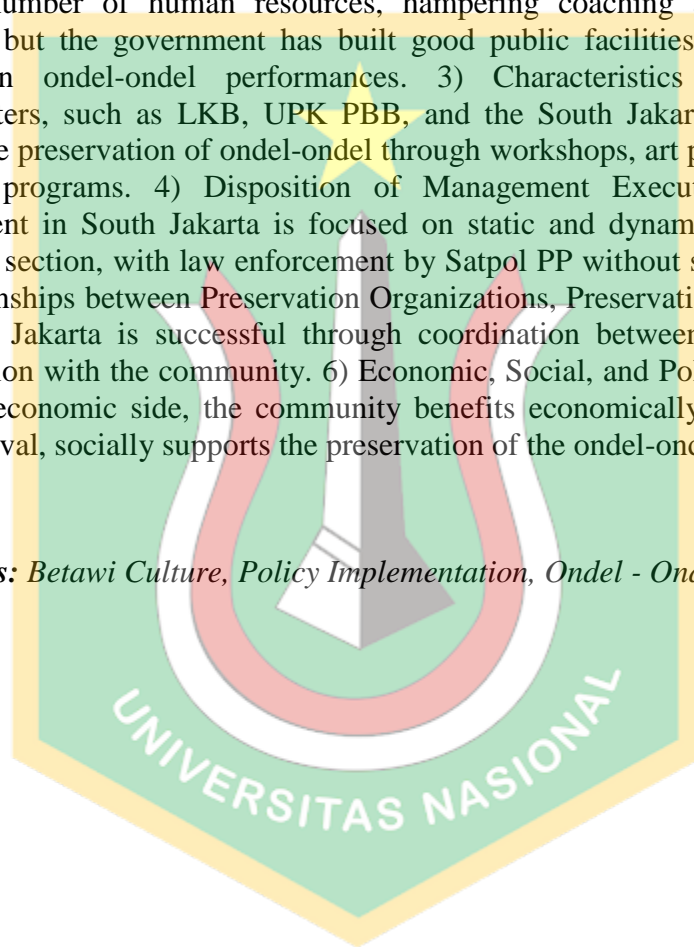 number of human resources, hampering coaching
but the government has built good public facilities
n ondel-ondel performances. 3) Characteristics
ters, such as LKB, UPK PBB, and the South Jakar
e preservation of ondel-ondel through workshops, art p
programs. 4) Disposition of Management Execut
ent in South Jakarta is focused on static and dynam
section, with law enforcement by Satpol PP without s
nships between Preservation Organizations, Preservati
Jakarta is successful through coordination between
ion with the community. 6) Economic, Social, and Pol
economic side, the community benefits economically
val, socially supports the preservation of the ondel-ond
s: Betawi Culture, Policy Implementation, Ondel - Ond
UNIVERSITAS NASIONAL